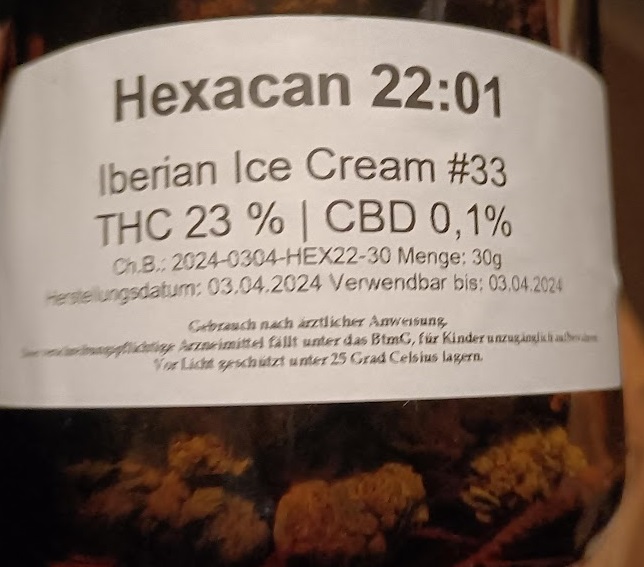 Hexacan 22:01
Iberian Ice Cream #33
THC 23 % | CBD 0,1%
Ch.B.: 2024-0304-HEX22-30 Menge: 30g
Herstellungsdatum: 03.04.2024 Verwendbar bis: 03.04.2024
Gebrauch nach ärztlicher Anweisung.
Arzneimittel fällt unter das BtmG, für Kinder unzugänglich
Vor Licht geschützt unter 25 Grad Celsius lagern.